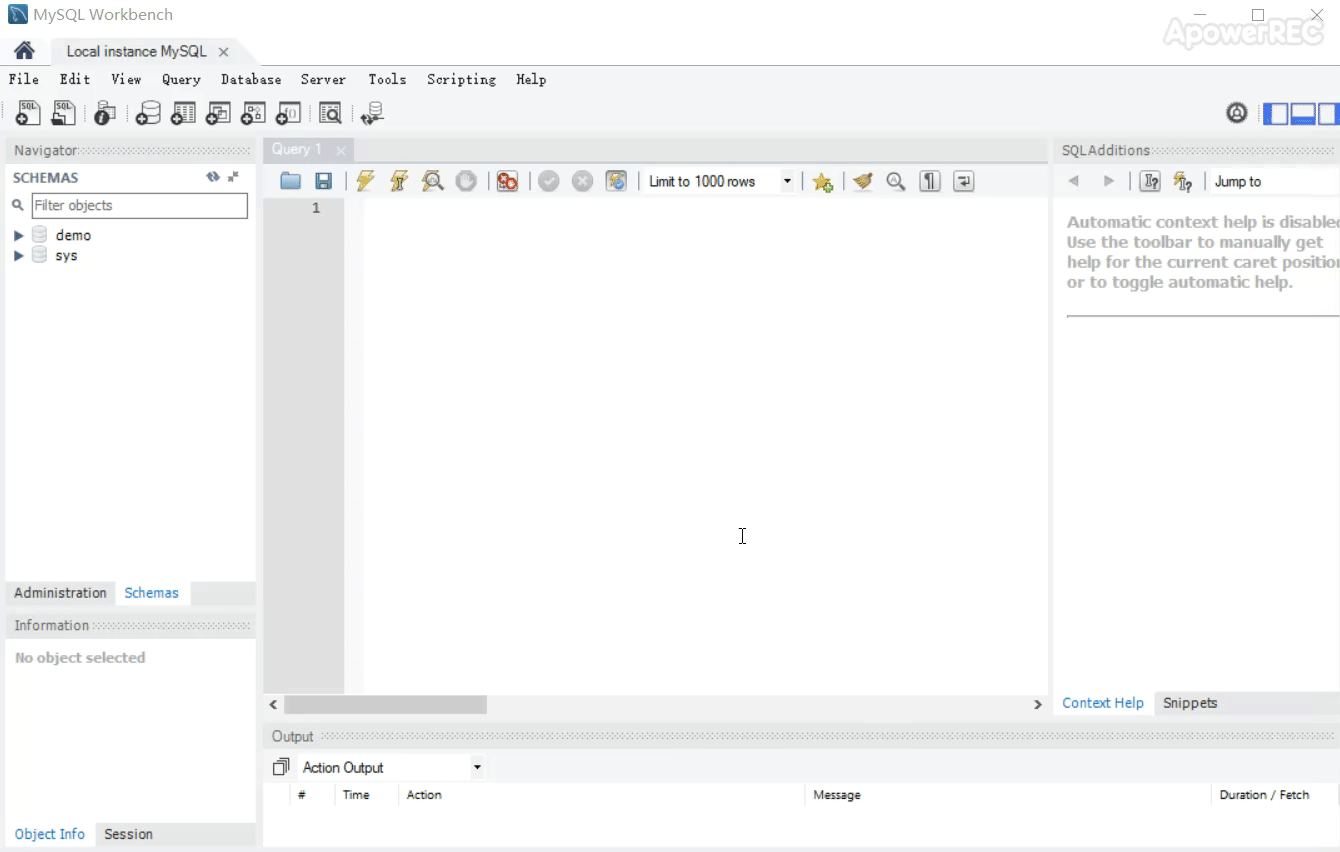 MySQL Workbench
ApowerREC
Local instance MySQL
File Edit View Query Database Server Tools Scripting Help
SQL SQL
Navigator
SCHEMAS
Filter objects
demo
sys
Administration Schemas
Information
No object selected
Object Info Session
Query 1
Limit to 1000 rows
1
SQLAdditions
Jump to
Automatic context help is disabled
Use the toolbar to manually get
help for the current caret position
or to toggle automatic help.
Context Help Snippets
Output
Action Output
# Time Action Message Duration / Fetch